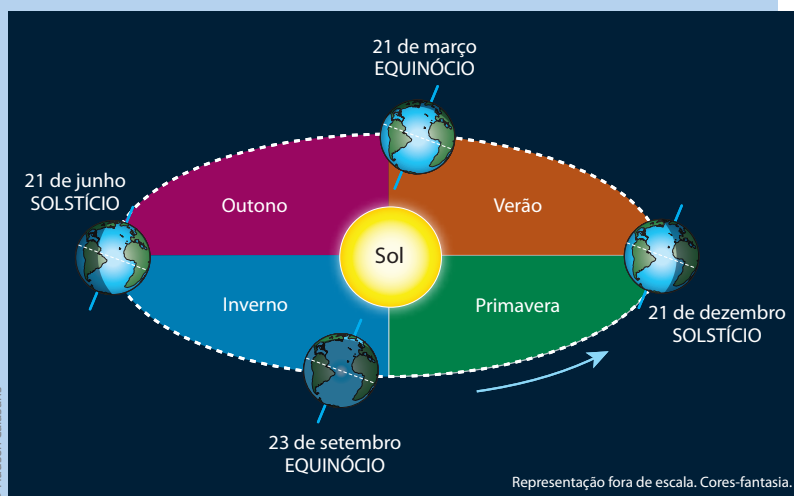 21 de março
EQUINÓCIO
21 de junho
SOLSTÍCIO
Outono
Verão
Sol
Inverno
Primavera
21 de dezembro
SOLSTÍCIO
23 de setembro
EQUINÓCIO
Representação fora de escala. Cores-fantasia.